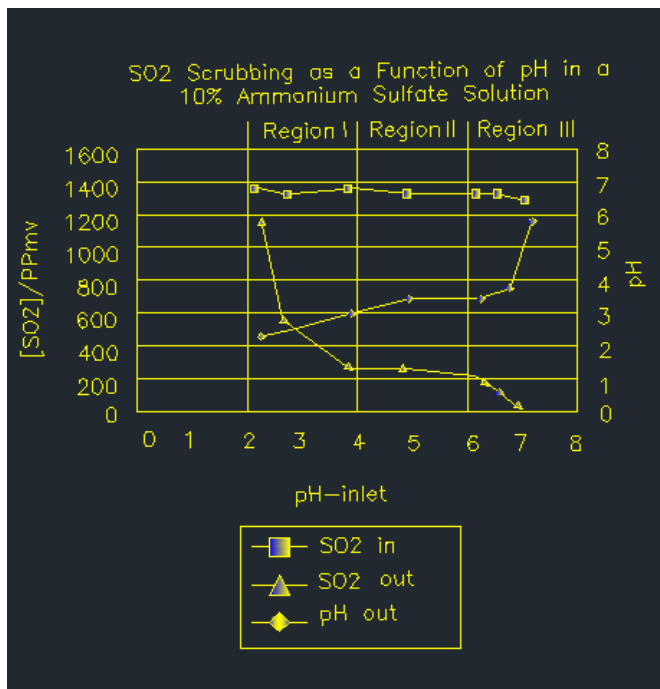 SO2 Scrubbing as a Function of pH in a
10% Ammonium Sulfate Solution
Region I Region II Region III
1600
1400
1200
1000
800
600
400
200
0
[SO2]/PPmv
8
7
6
5
4
3
2
1
0
pH
0 1 2 3 4 5 6 7 8
pH-inlet
SO2 in
SO2 out
pH out